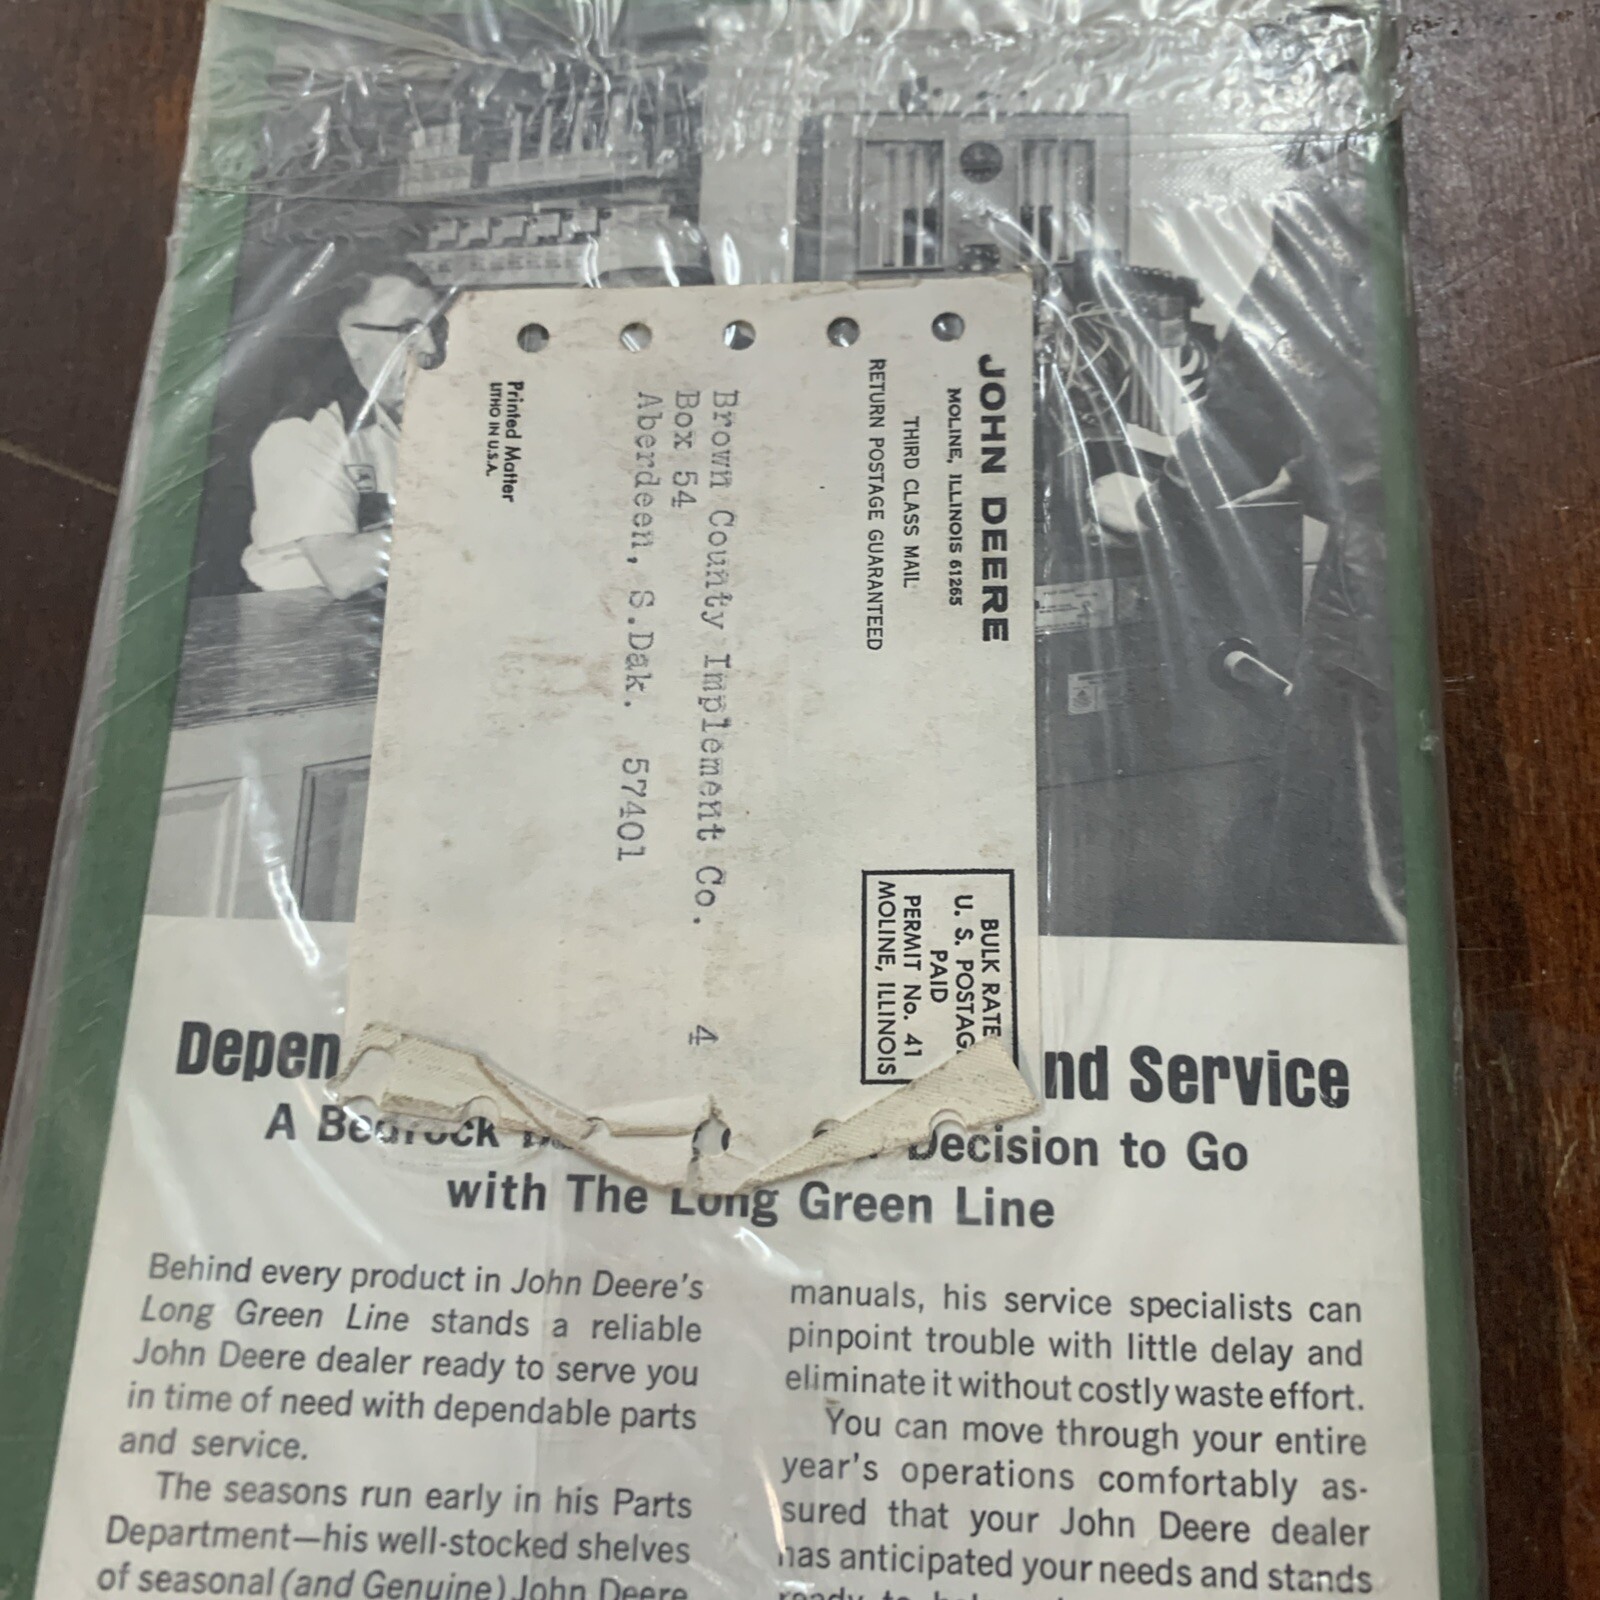 JOHN DEERE
MOLINE, ILLINOIS 61265
THIRD CLASS MAIL
RETURN POSTAGE GUARANTEED
BULK RATE
U. S. POSTAGE
PAID
PERMIT No. 41
MOLINE, ILLINOIS
Brown County Implement Co. 4
Box 54
Aberdeen, S.Dak. 57401
Printed Matter
LITHO IN U.S.A.
Depen nd Service
A Bedrock Decision to Go
with The Long Green Line
Behind every product in John Deere's
Long Green Line stands a reliable
John Deere dealer ready to serve you
in time of need with dependable parts
and service.
The seasons run early in his Parts
Department—his well-stocked shelves
of seasonal (and Genuine) John Deere
manuals, his service specialists can
pinpoint trouble with little delay and
eliminate it without costly waste effort.
You can move through your entire
year's operations comfortably as-
sured that your John Deere dealer
has anticipated your needs and stands
ready to